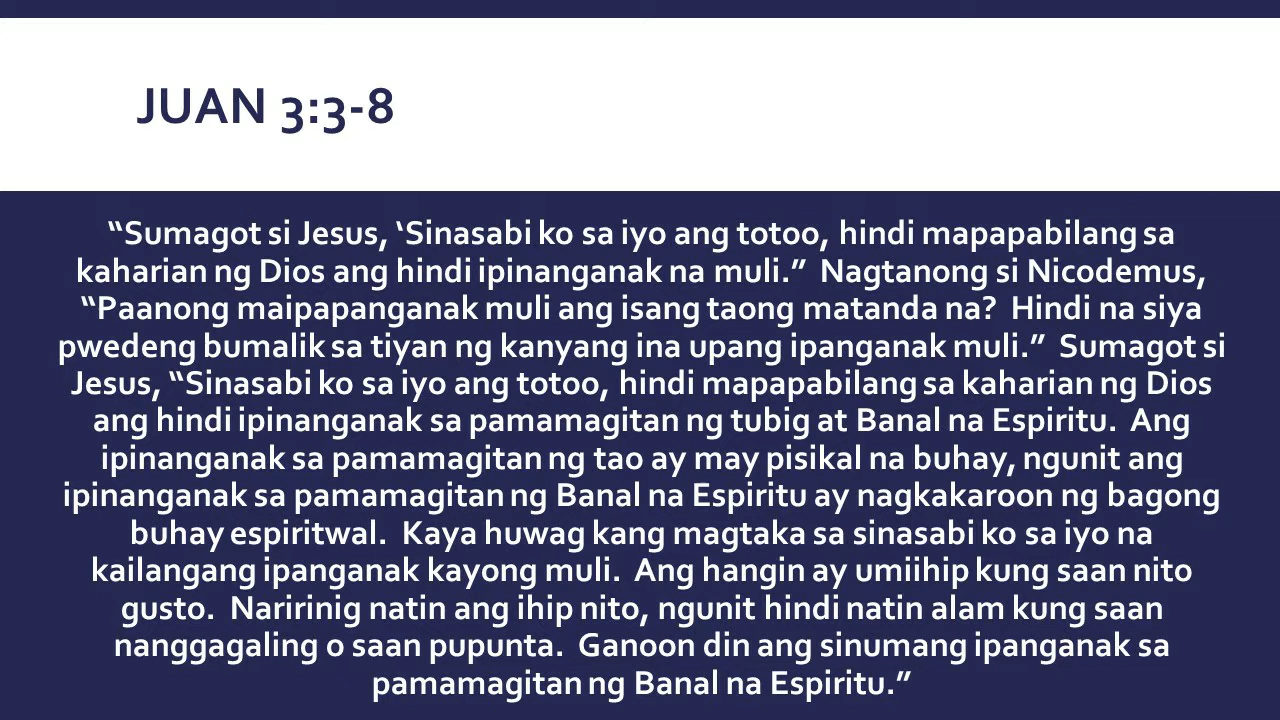 JUAN 3:3-8
“Sumagot si Jesus, ‘Sinasabi ko sa iyo ang totoo, hindi mapapabilang sa
kaharian ng Dios ang hindi ipinanganak na muli.” Nagtanong si Nicodemus,
“Paanong maipapanganak muli ang isang taong matanda na? Hindi na siya
pwedeng bumalik sa tiyan ng kanyang ina upang ipanganak muli.” Sumagot si
Jesus, “Sinasabi ko sa iyo ang totoo, hindi mapapabilang sa kaharian ng Dios
ang hindi ipinanganak sa pamamagitan ng tubig at Banal na Espiritu. Ang
ipinanganak sa pamamagitan ng tao ay may pisikal na buhay, ngunit ang
ipinanganak sa pamamagitan ng Banal na Espiritu ay nagkakaroon ng bagong
buhay espiritwal. Kaya huwag kang magtaka sa sinasabi ko sa iyo na
kailangang ipanganak kayong muli. Ang hangin ay umiihip kung saan nito
gusto. Naririnig natin ang ihip nito, ngunit hindi natin alam kung saan
nanggagaling o saan pupunta. Ganoon din ang sinumang ipanganak sa
pamamagitan ng Banal na Espiritu.”